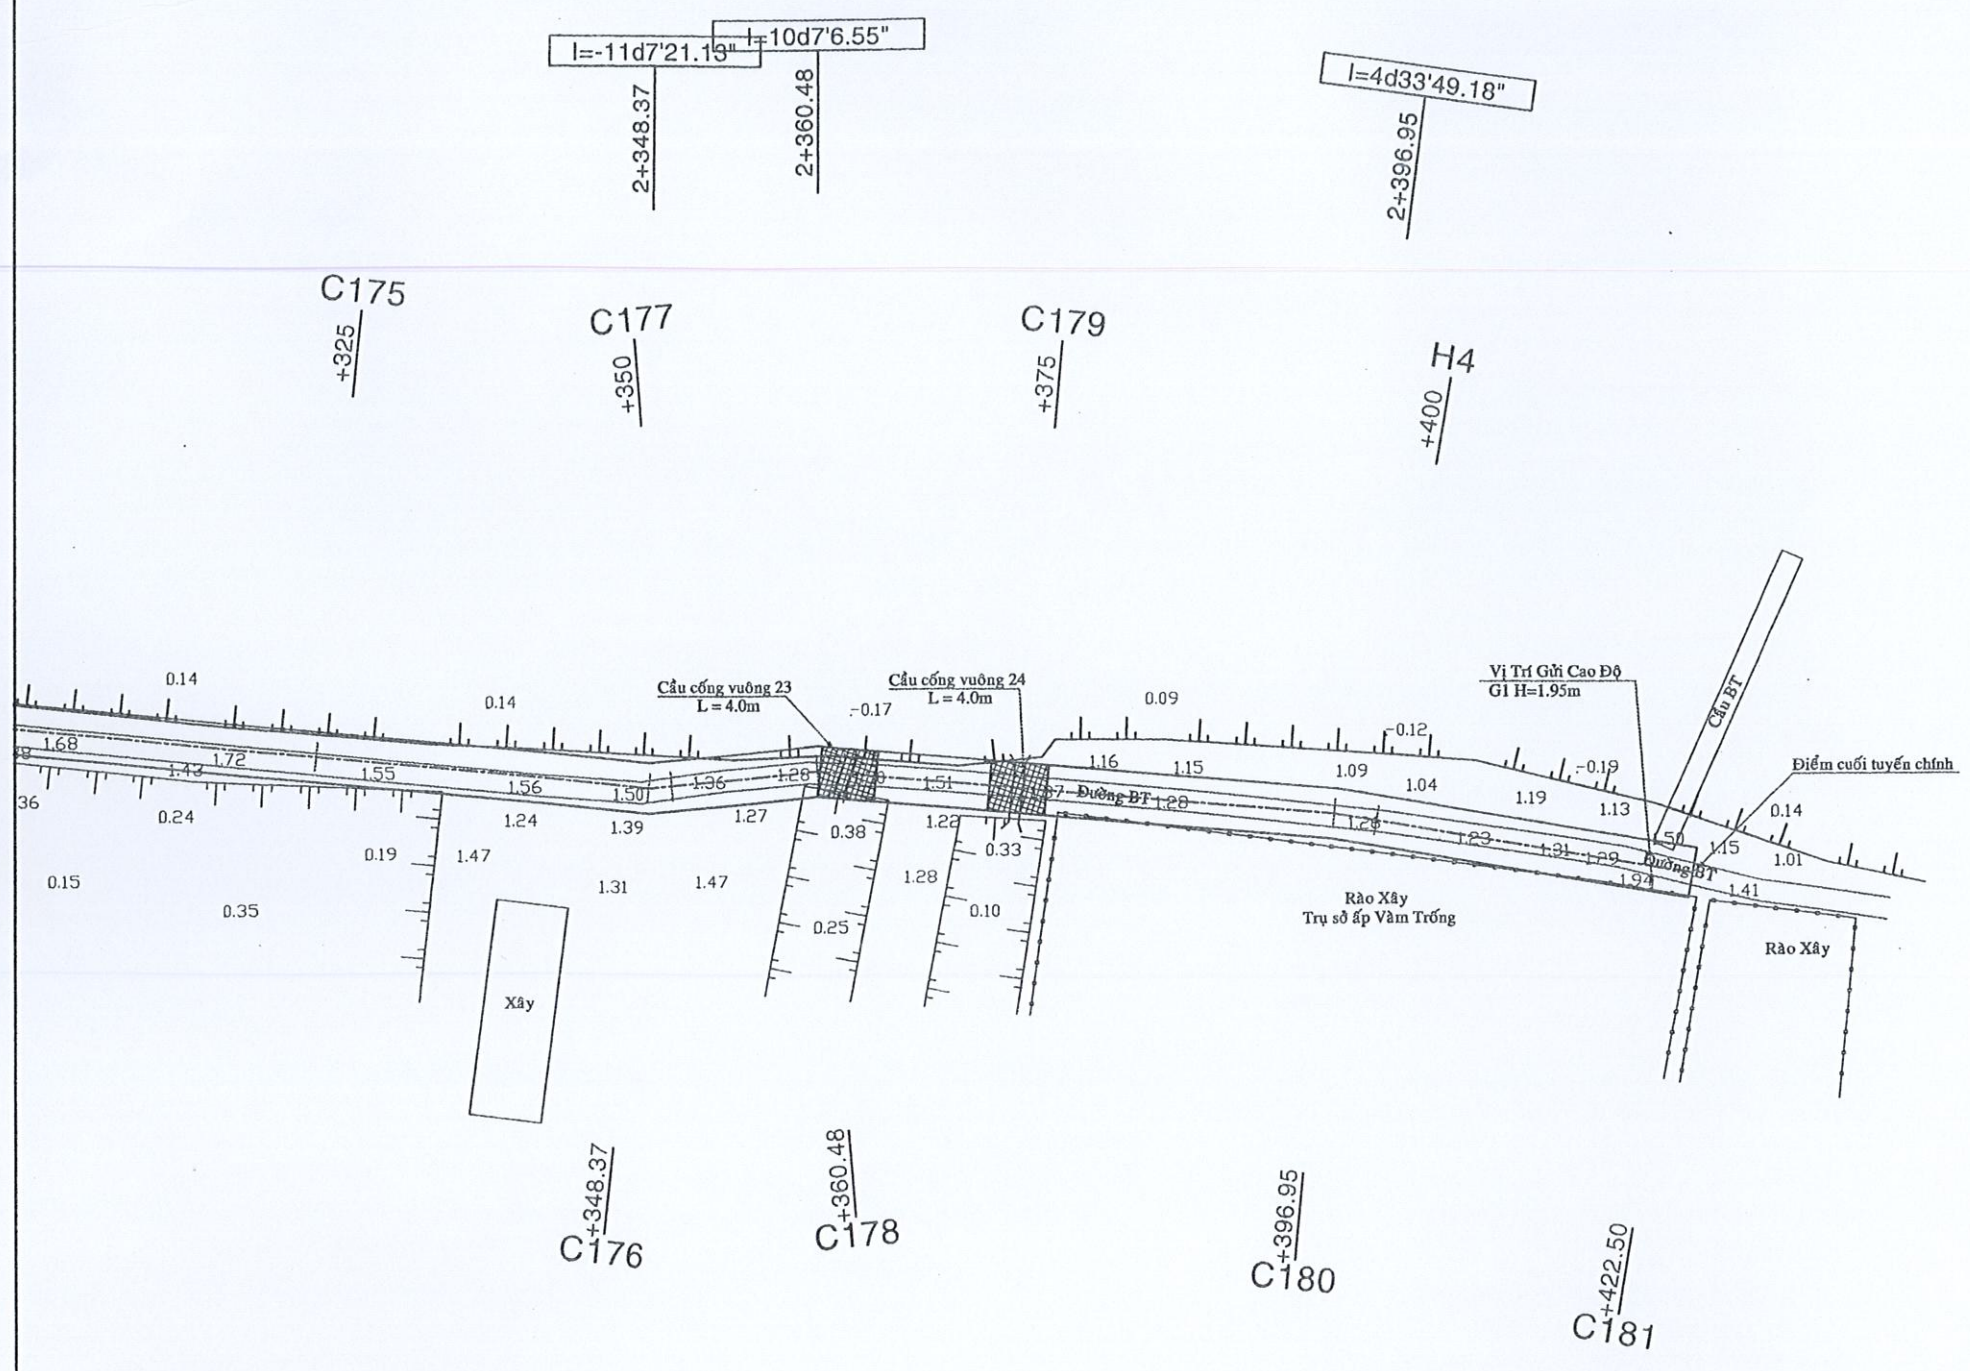 I=-11d7'21.13"
I=10d7'6.55"
I=4d33'49.18"
2+348.37
2+360.48
2+396.95
C175
+325
C177
+350
C179
+375
H4
+400
Cầu BT
Vị Trí Gửi Cao Độ
G1 H=1.95m
Điểm cuối tuyến chính
Cầu cống vuông 23
L = 4.0m
Cầu cống vuông 24
L = 4.0m
0.14
0.14
-0.17
0.09
-0.12
-0.19
0.14
1.68
1.72
1.43
1.55
1.56
1.50
1.36
1.28
1.51
1.16
1.15
1.09
1.04
1.19
1.13
1.15
1.01
Đường BT
1.28
1.26
1.23
1.31
1.29
1.94
Đường BT
1.41
36
0.24
0.19
0.15
0.35
1.24
1.39
1.27
1.47
1.31
1.47
0.38
1.22
0.33
1.28
0.25
0.10
Rào Xây
Trụ sở ấp Vàm Trống
Rào Xây
Xây
+348.37
C176
+360.48
C178
+396.95
C180
+422.50
C181